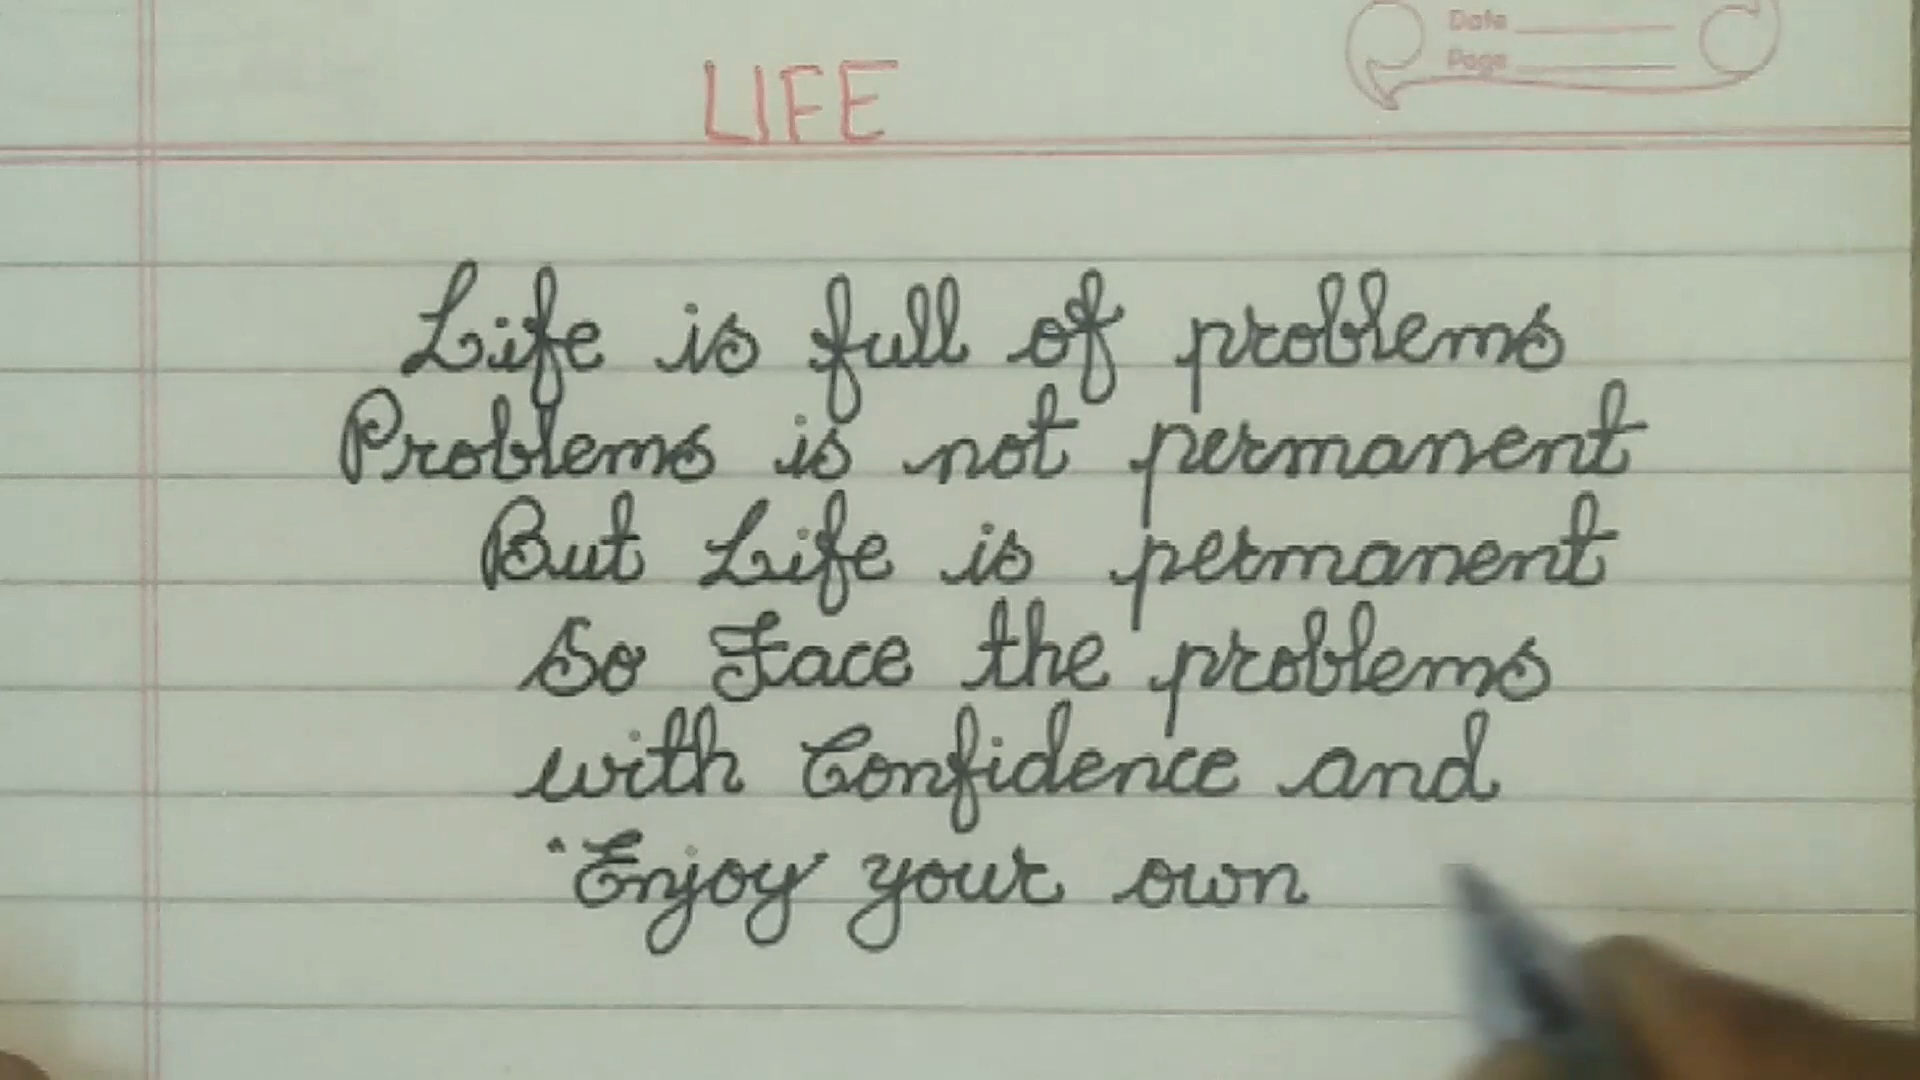 Date
Page
LIFE
Life is full of problems
Problems is not permanent
But Life is permanent
So Face the problems
with Confidence and
"Enjoy your own